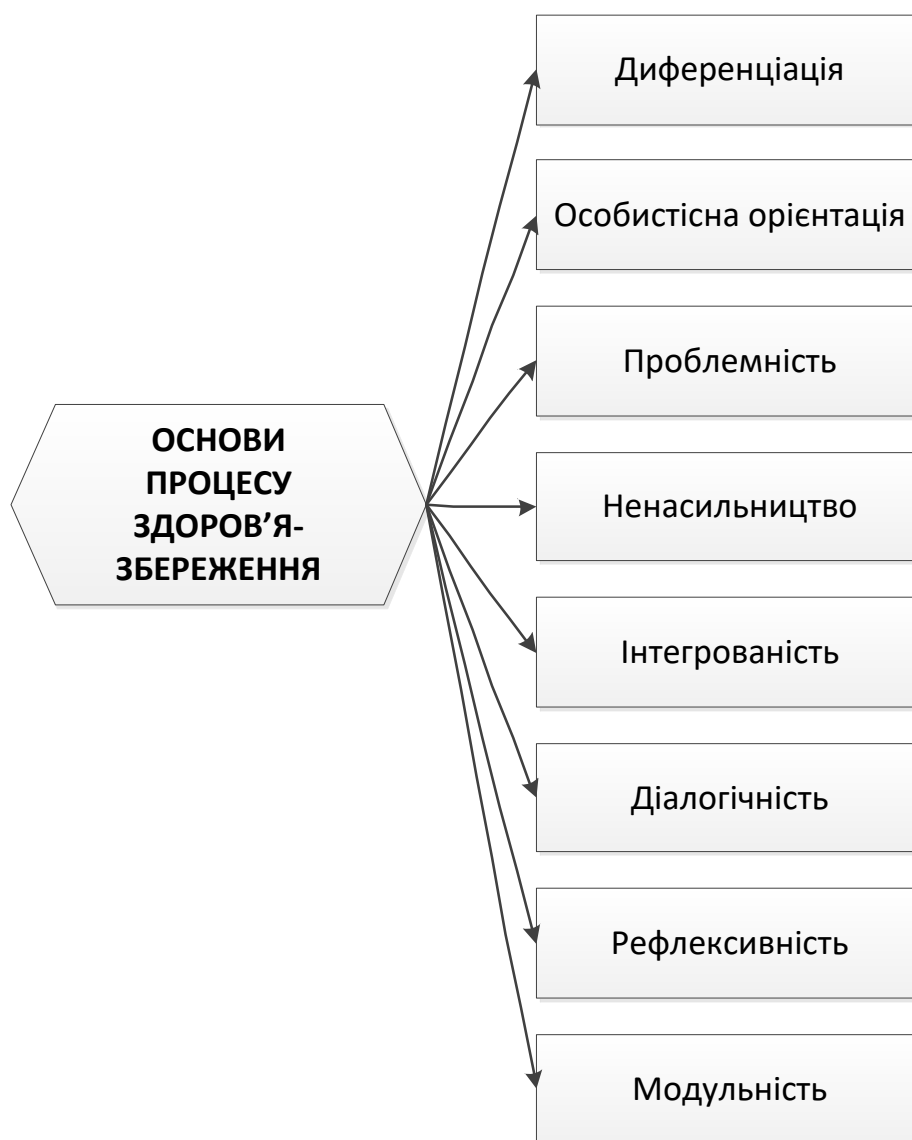 Диференціація
Особистісна орієнтація
Проблемність
ОСНОВИ
ПРОЦЕСУ
ЗДОРОВ’Я-
ЗБЕРЕЖЕННЯ
Ненасильництво
Інтегрованість
Діалогічність
Рефлексивність
Модульність